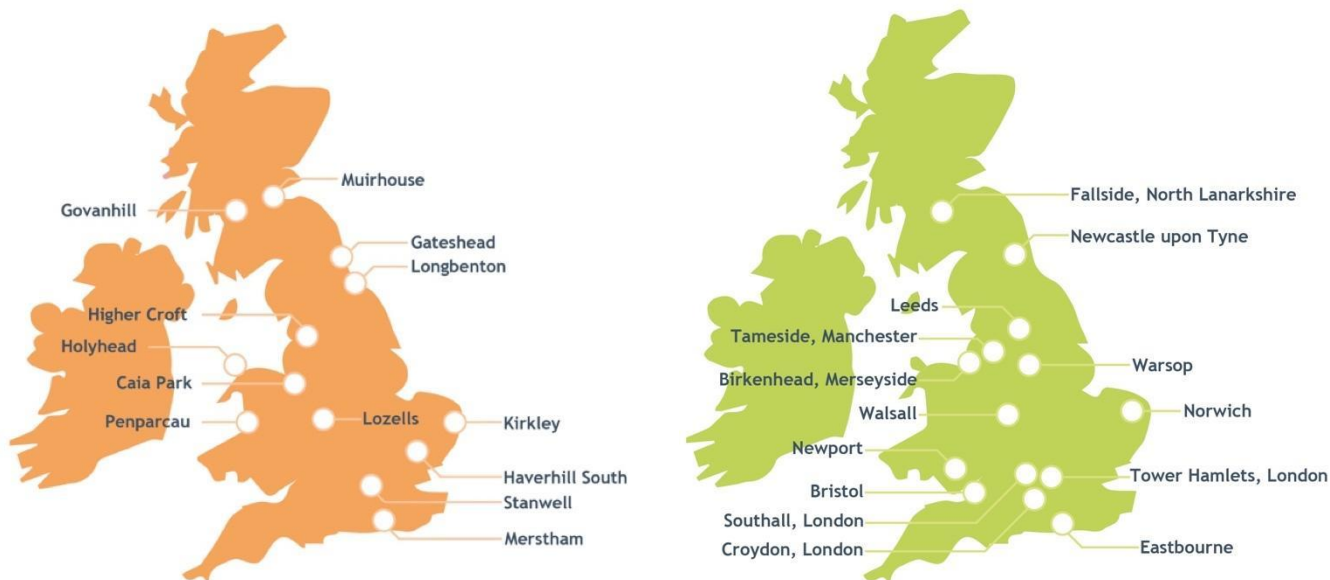 Muirhouse
Govanhill
Gateshead
Longbenton
Higher Croft
Holyhead
Caia Park
Penparcau
Lozells
Kirkley
Haverhill South
Stanwell
Merstham
Fallside, North Lanarkshire
Newcastle upon Tyne
Leeds
Tameside, Manchester
Warsop
Birkenhead, Merseyside
Walsall
Norwich
Newport
Tower Hamlets, London
Bristol
Southall, London
Croydon, London
Eastbourne